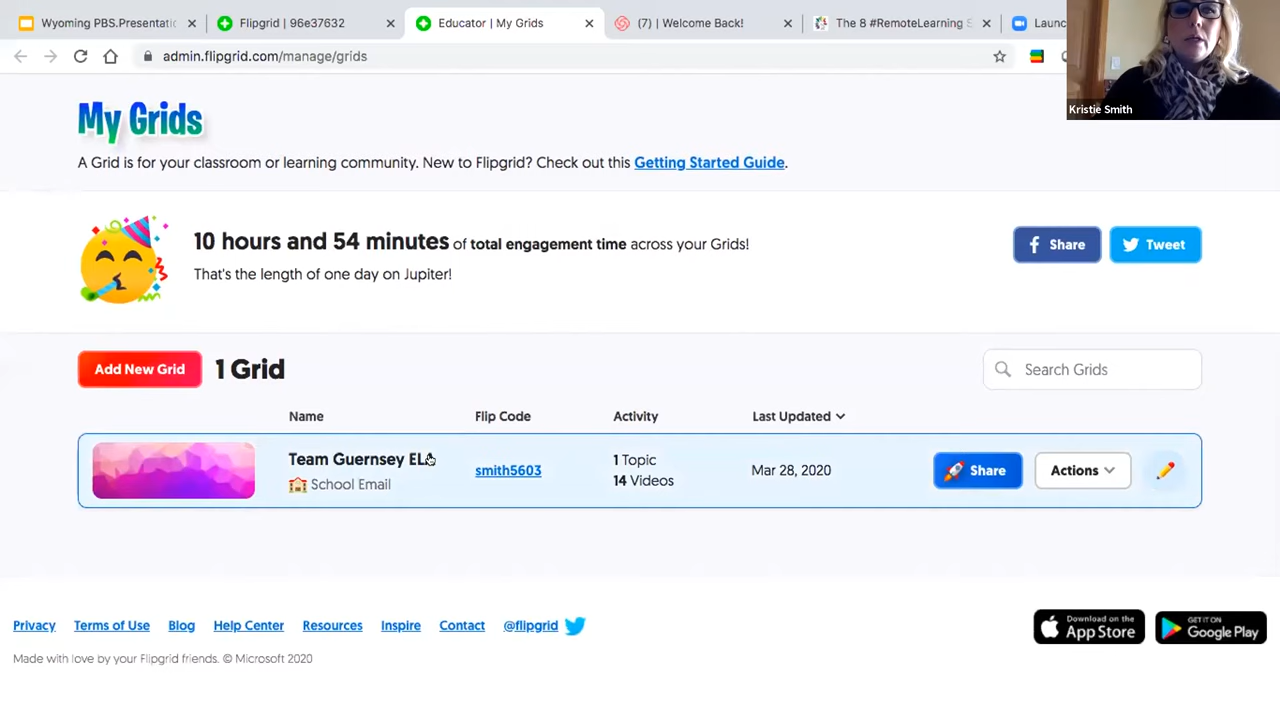 Wyoming PBS.Presentati
Flipgrid | 96e37632
Educator | My Grids
(7) | Welcome Back!
The 8 #RemoteLearning S
Launc
admin.flipgrid.com/manage/grids
Kristie Smith
My Grids
A Grid is for your classroom or learning community. New to Flipgrid? Check out this Getting Started Guide.
10 hours and 54 minutes of total engagement time across your Grids!
That's the length of one day on Jupiter!
Share
Tweet
Add New Grid
1 Grid
Search Grids
Name
Flip Code
Activity
Last Updated
Team Guernsey ELA
School Email
smith5603
1 Topic
14 Videos
Mar 28, 2020
Share
Actions
Privacy
Terms of Use
Blog
Help Center
Resources
Inspire
Contact
@flipgrid
Download on the
App Store
GET IT ON
Google Play
Made with love by your Flipgrid friends. © Microsoft 2020